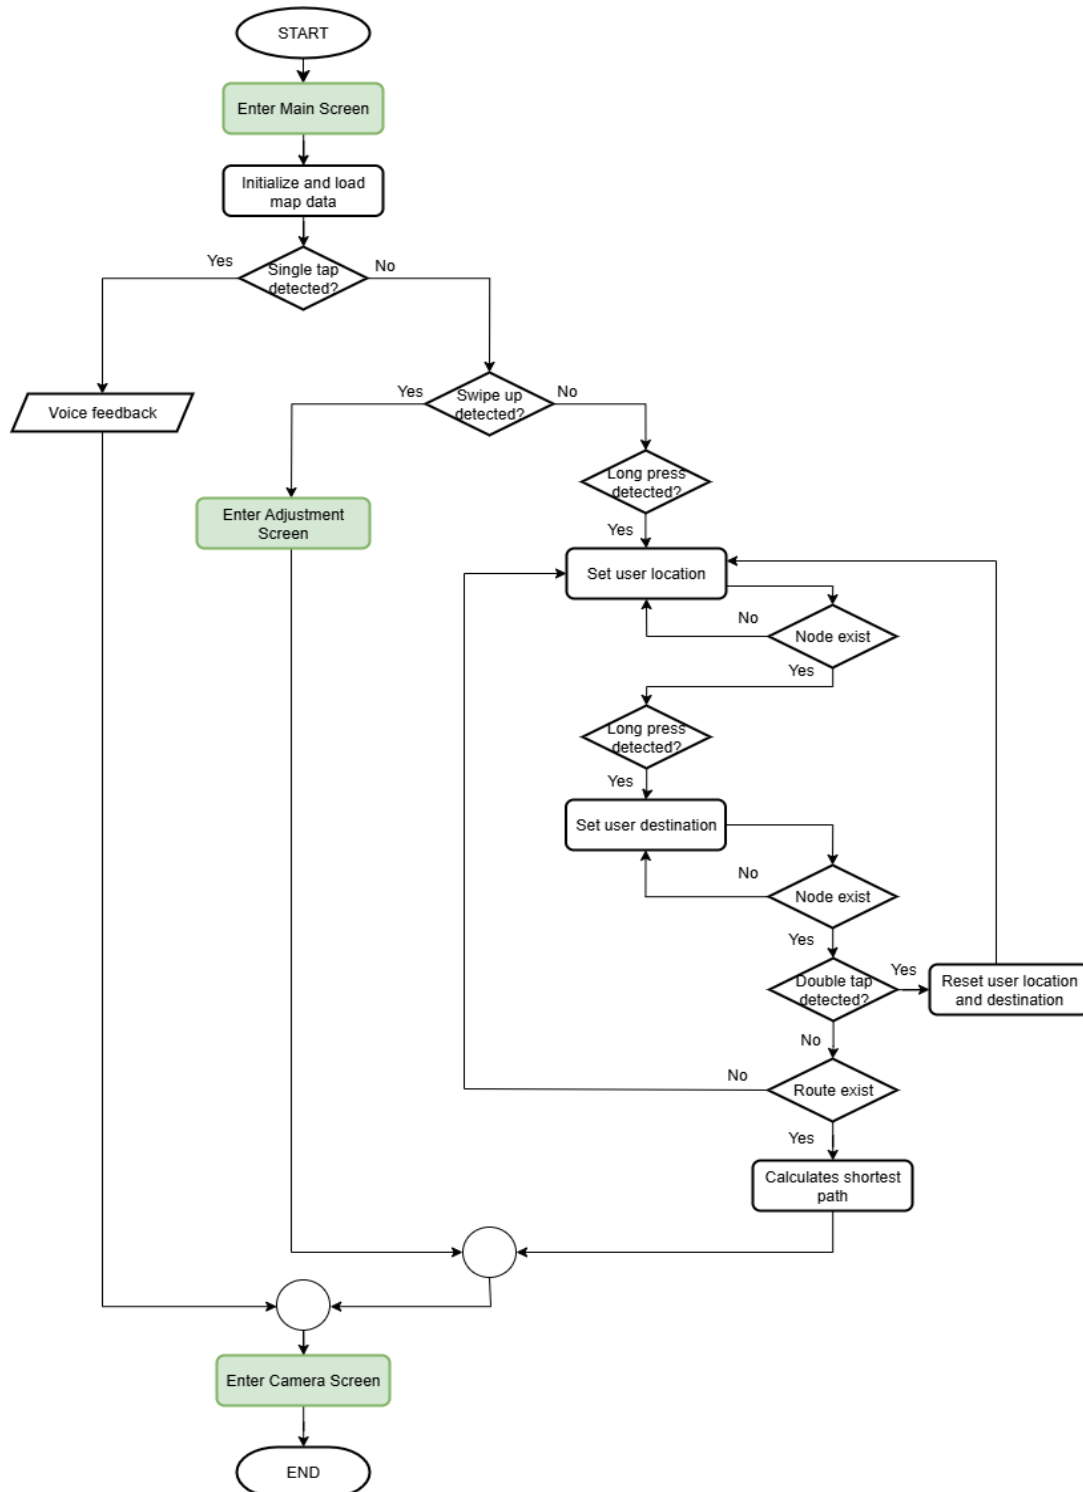 START
Enter Main Screen
Initialize and load
map data
Yes
Single tap
detected?
No
Voice feedback
Yes
Swipe up
detected?
No
Enter Adjustment
Screen
Long press
detected?
Yes
Set user location
No
Node exist
Yes
Long press
detected?
Yes
Set user destination
No
Node exist
Yes
Double tap
detected?
Yes
Reset user location
and destination
No
No
Route exist
Yes
Calculates shortest
path
Enter Camera Screen
END